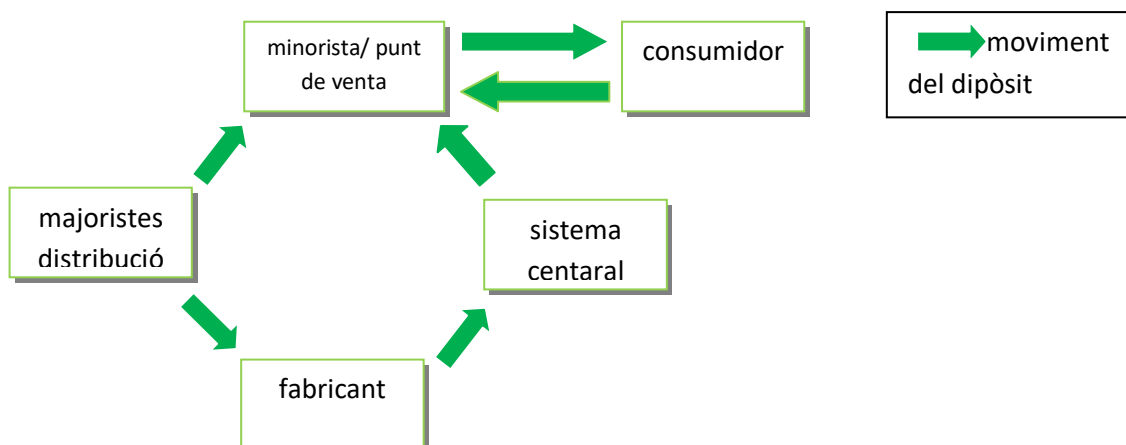 minorista/ punt
de venta
consumidor
moviment
del dipòsit
majoristes
distribució
sistema
centaral
fabricant